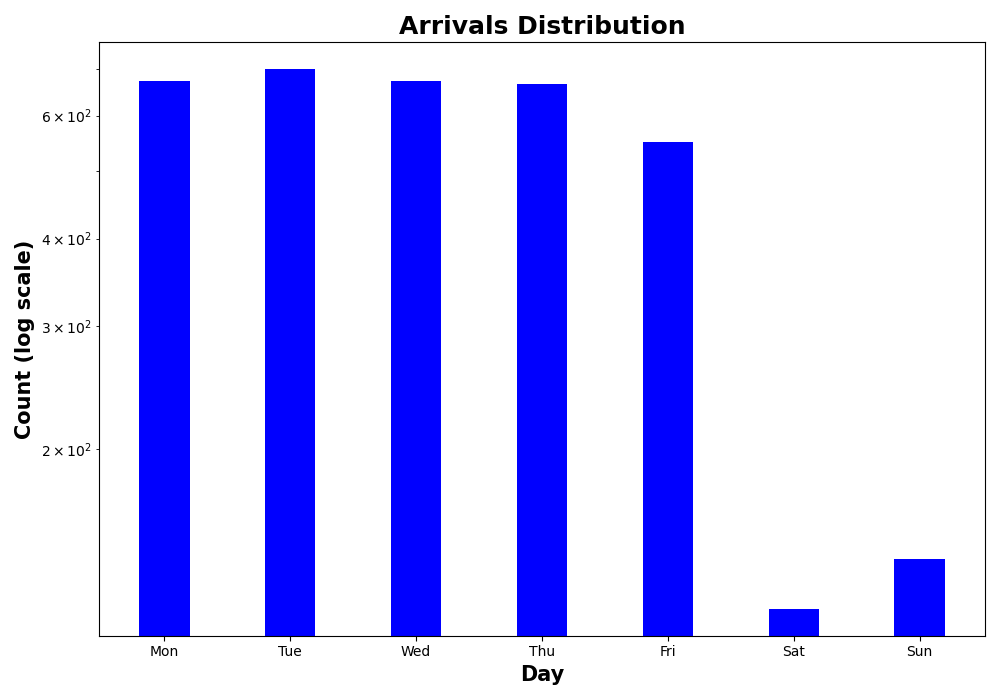 Arrivals Distribution
6 × 10²
4 × 10²
3 × 10²
2 × 10²
Count (log scale)
Mon Tue Wed Thu Fri Sat Sun
Day